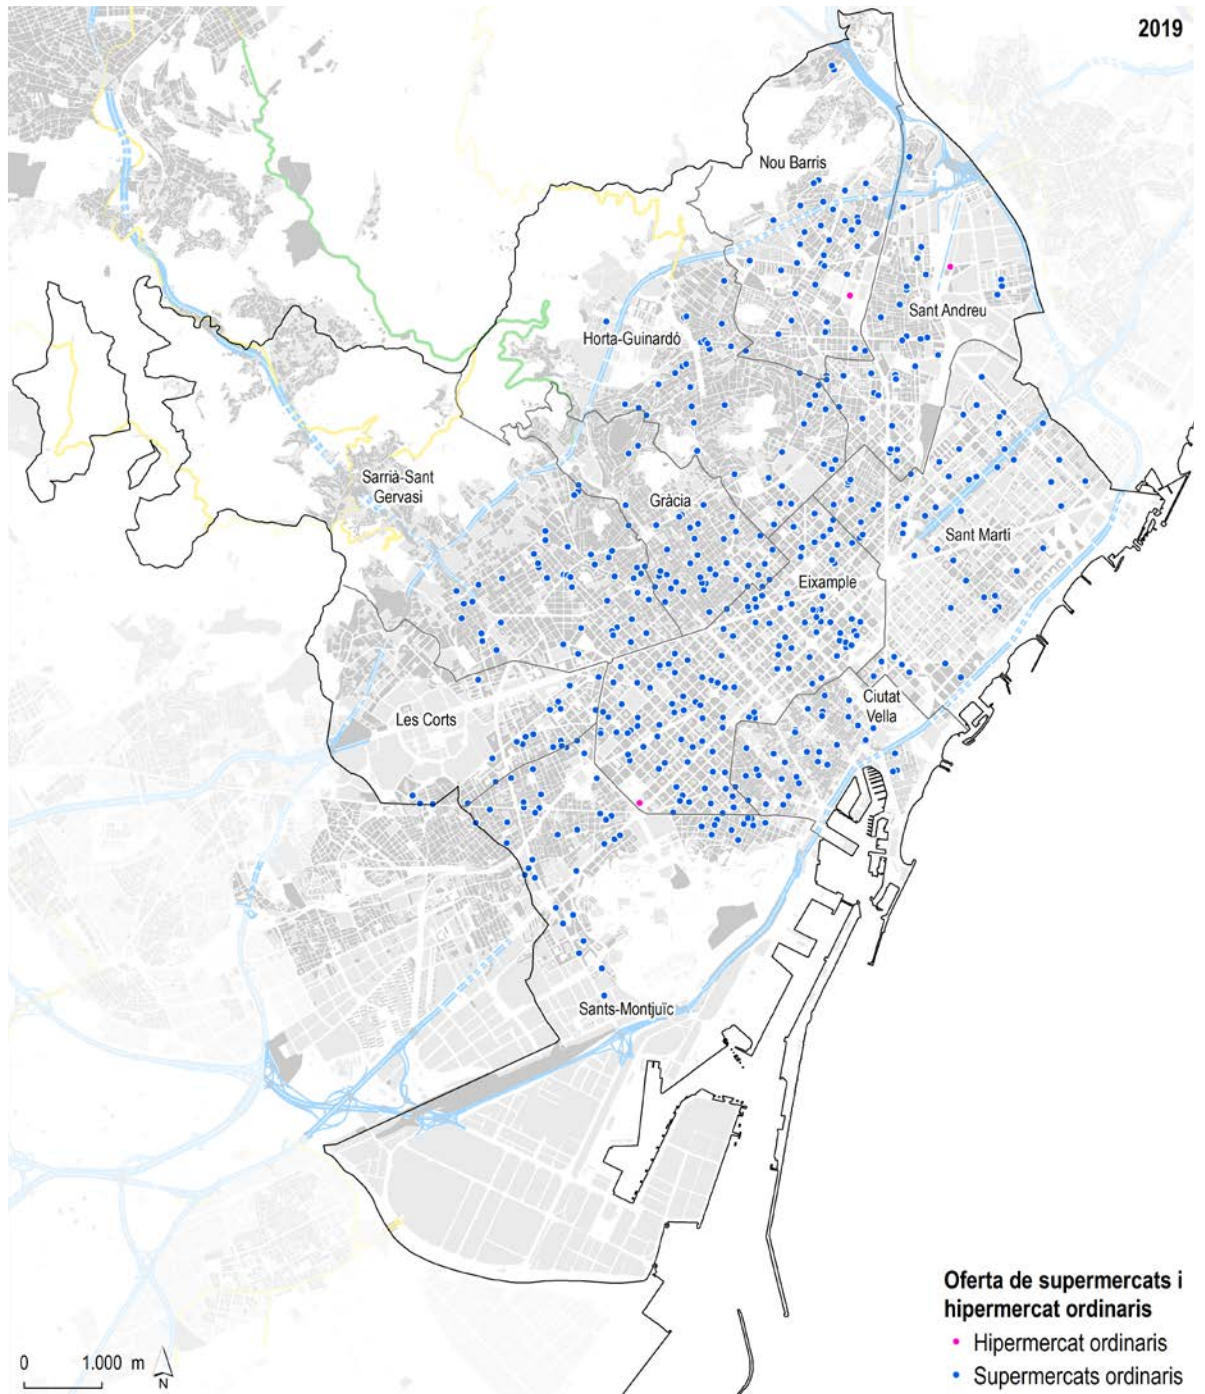 2019
Nou Barris
Sant Andreu
Horta-Guinardó
Sarrià-Sant
Gervasi
Gràcia
Sant Martí
Eixample
Ciutat
Vella
Les Corts
Sants-Montjuïc
Oferta de supermercats i
hipermercat ordinaris
Hipermercat ordinaris
Supermercats ordinaris
0 1.000 m
N